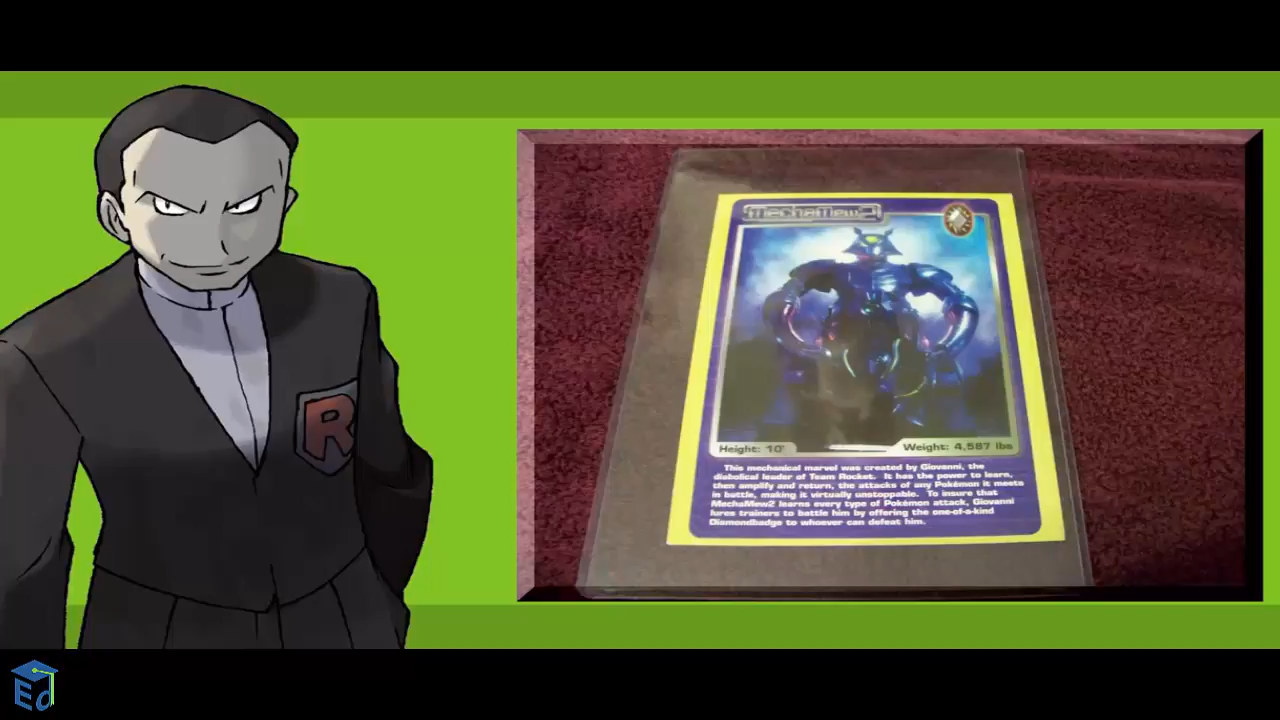 MechaMew2
Height: 10'
Weight: 4,587 lbs
This mechanical marvel was created by Giovenni, the
diabolical leader of Team Rocket. It has the power to learn,
then amplify and return, the attacks of any Pokémon it meets
in battle, making it virtually unstoppable. To insure that
MechaMew2 learns every type of Pokémon attack, Giovanni
lures trainers to battle him by offering the one-of-a-kind
Diamondbadge to whoever can defeat him.
R
Ed